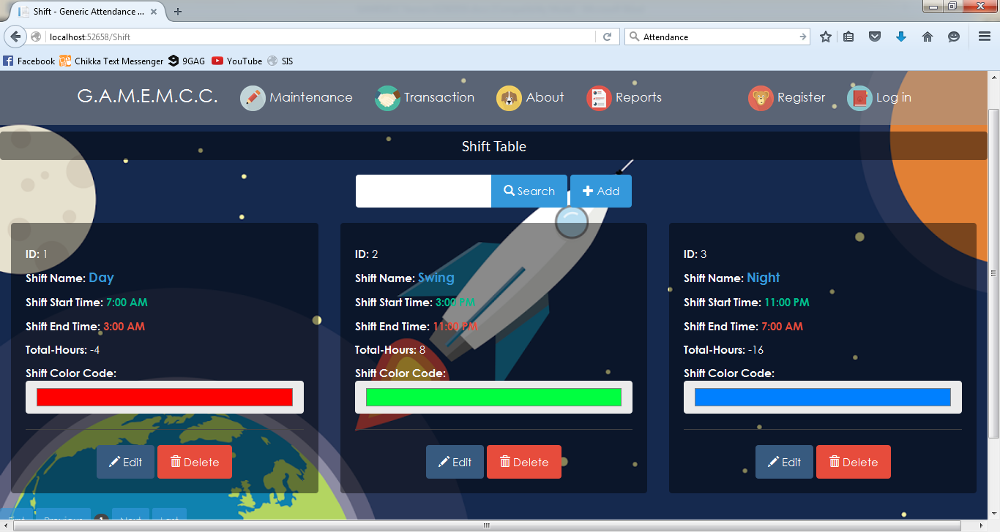 Shift - Generic Attendance ...
localhost:52658/Shift
Attendance
Facebook Chikka Text Messenger 9GAG YouTube SIS
G.A.M.E.M.C.C. Maintenance Transaction About Reports Register Log in
Shift Table
Search Add
ID: 1
Shift Name: Day
Shift Start Time: 7:00 AM
Shift End Time: 3:00 AM
Total-Hours: -4
Shift Color Code:
Edit Delete
ID: 2
Shift Name: Swing
Shift Start Time: 3:00 PM
Shift End Time: 11:00 PM
Total-Hours: 8
Shift Color Code:
Edit Delete
ID: 3
Shift Name: Night
Shift Start Time: 11:00 PM
Shift End Time: 7:00 AM
Total-Hours: -16
Shift Color Code:
Edit Delete
First Previous 1 Next Last